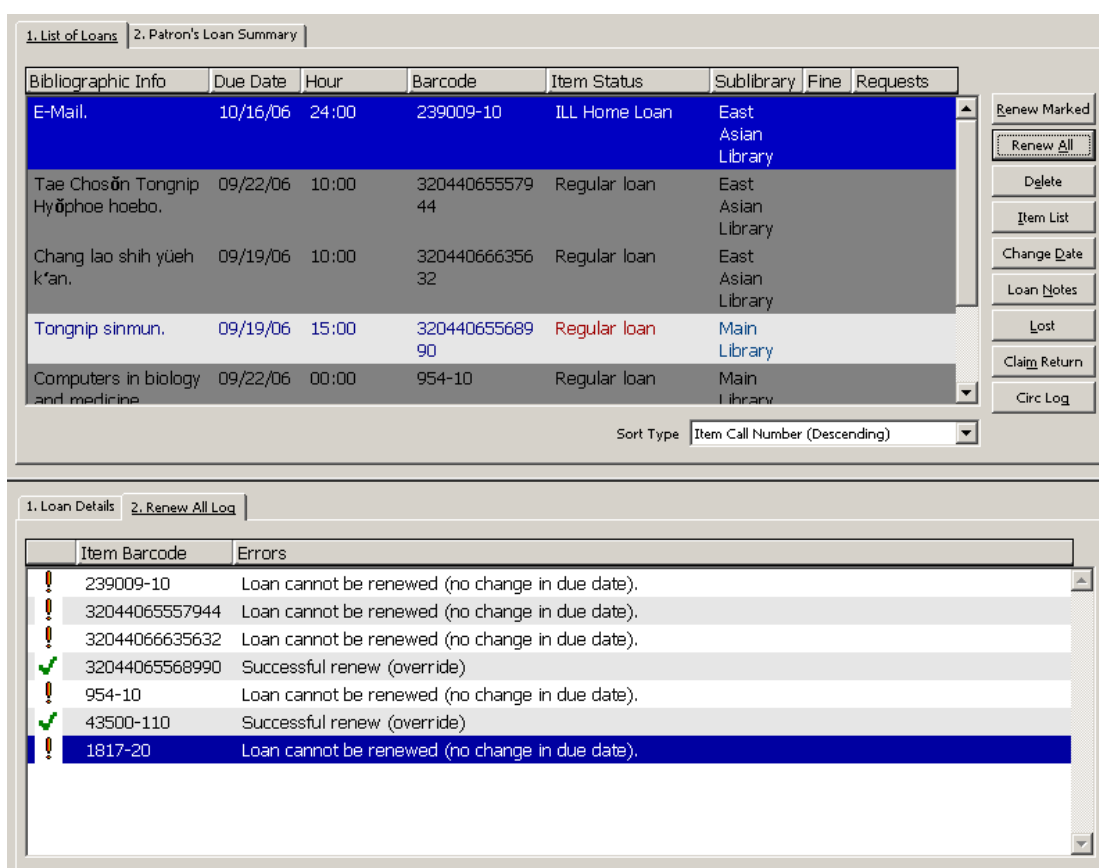 1. List of Loans 2. Patron's Loan Summary
Bibliographic Info Due Date Hour Barcode Item Status Sublibrary Fine Requests
E-Mail. 10/16/06 24:00 239009-10 ILL Home Loan East
Asian
Library
Tae Chosŏn Tongnip 09/22/06 10:00 320440655579 Regular loan East
Hyŏphoe hoebo. 44 Asian
Library
Chang lao shih yüeh 09/19/06 10:00 320440666356 Regular loan East
kʻan. 32 Asian
Library
Tongnip sinmun. 09/19/06 15:00 320440655689 Regular loan Main
90 Library
Computers in biology 09/22/06 00:00 954-10 Regular loan Main
and medicine Library
Renew Marked
Renew All
Delete
Item List
Change Date
Loan Notes
Lost
Claim Return
Circ Log
Sort Type Item Call Number (Descending)
1. Loan Details 2. Renew All Log
Item Barcode Errors
239009-10 Loan cannot be renewed (no change in due date).
32044065557944 Loan cannot be renewed (no change in due date).
32044066635632 Loan cannot be renewed (no change in due date).
32044065568990 Successful renew (override)
954-10 Loan cannot be renewed (no change in due date).
43500-110 Successful renew (override)
1817-20 Loan cannot be renewed (no change in due date).